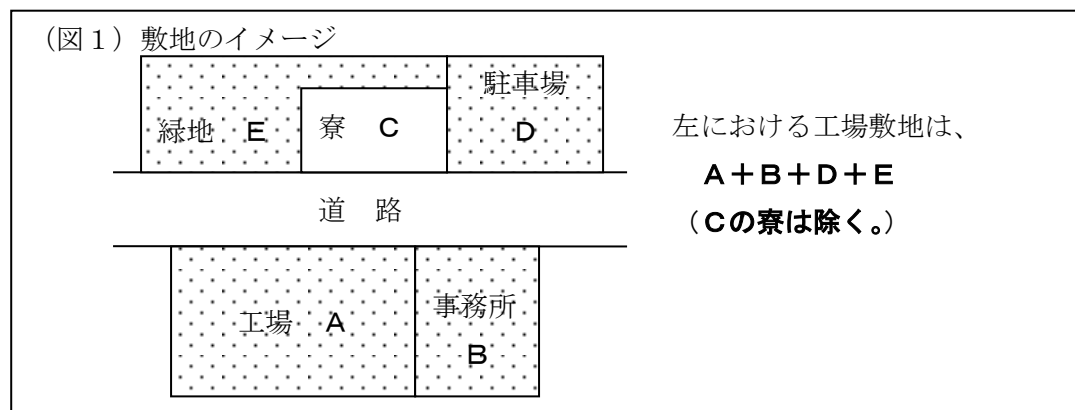 （図１）敷地のイメージ
駐車場
緑地　Ｅ
寮　Ｃ
Ｄ
道　路
工場　Ａ
事務所
Ｂ
左における工場敷地は、
Ａ＋Ｂ＋Ｄ＋Ｅ
（Ｃの寮は除く。）